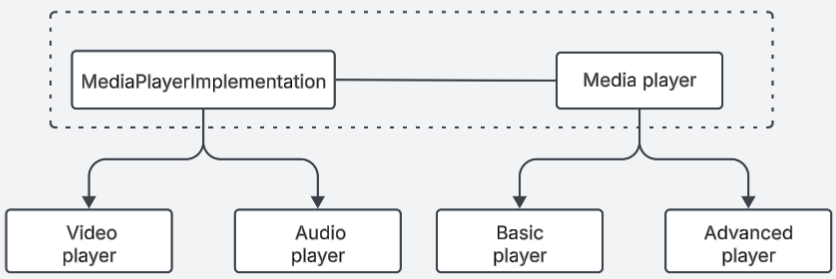 MediaPlayerImplementation
Media player
Video
player
Audio
player
Basic
player
Advanced
player